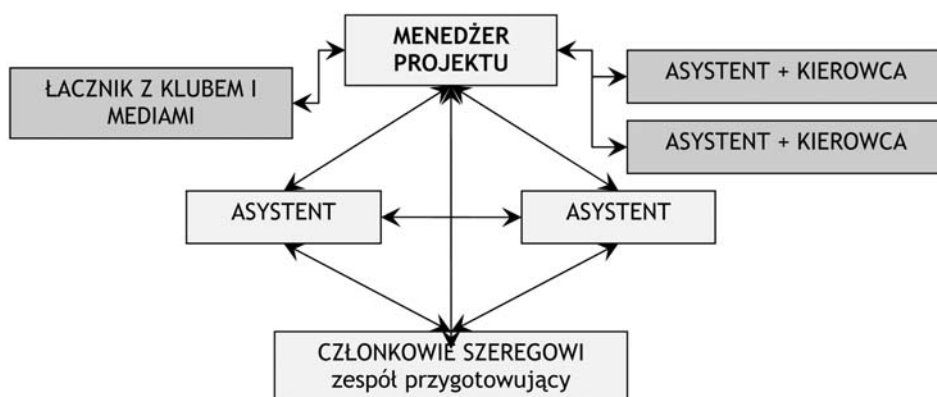 MENEDŻER
PROJEKTU
ŁACZNIK Z KLUBEM I
MEDIAMI
ASYSTENT + KIEROWCA
ASYSTENT + KIEROWCA
ASYSTENT
ASYSTENT
CZŁONKOWIE SZEREGOWI
zespół przygotowujący